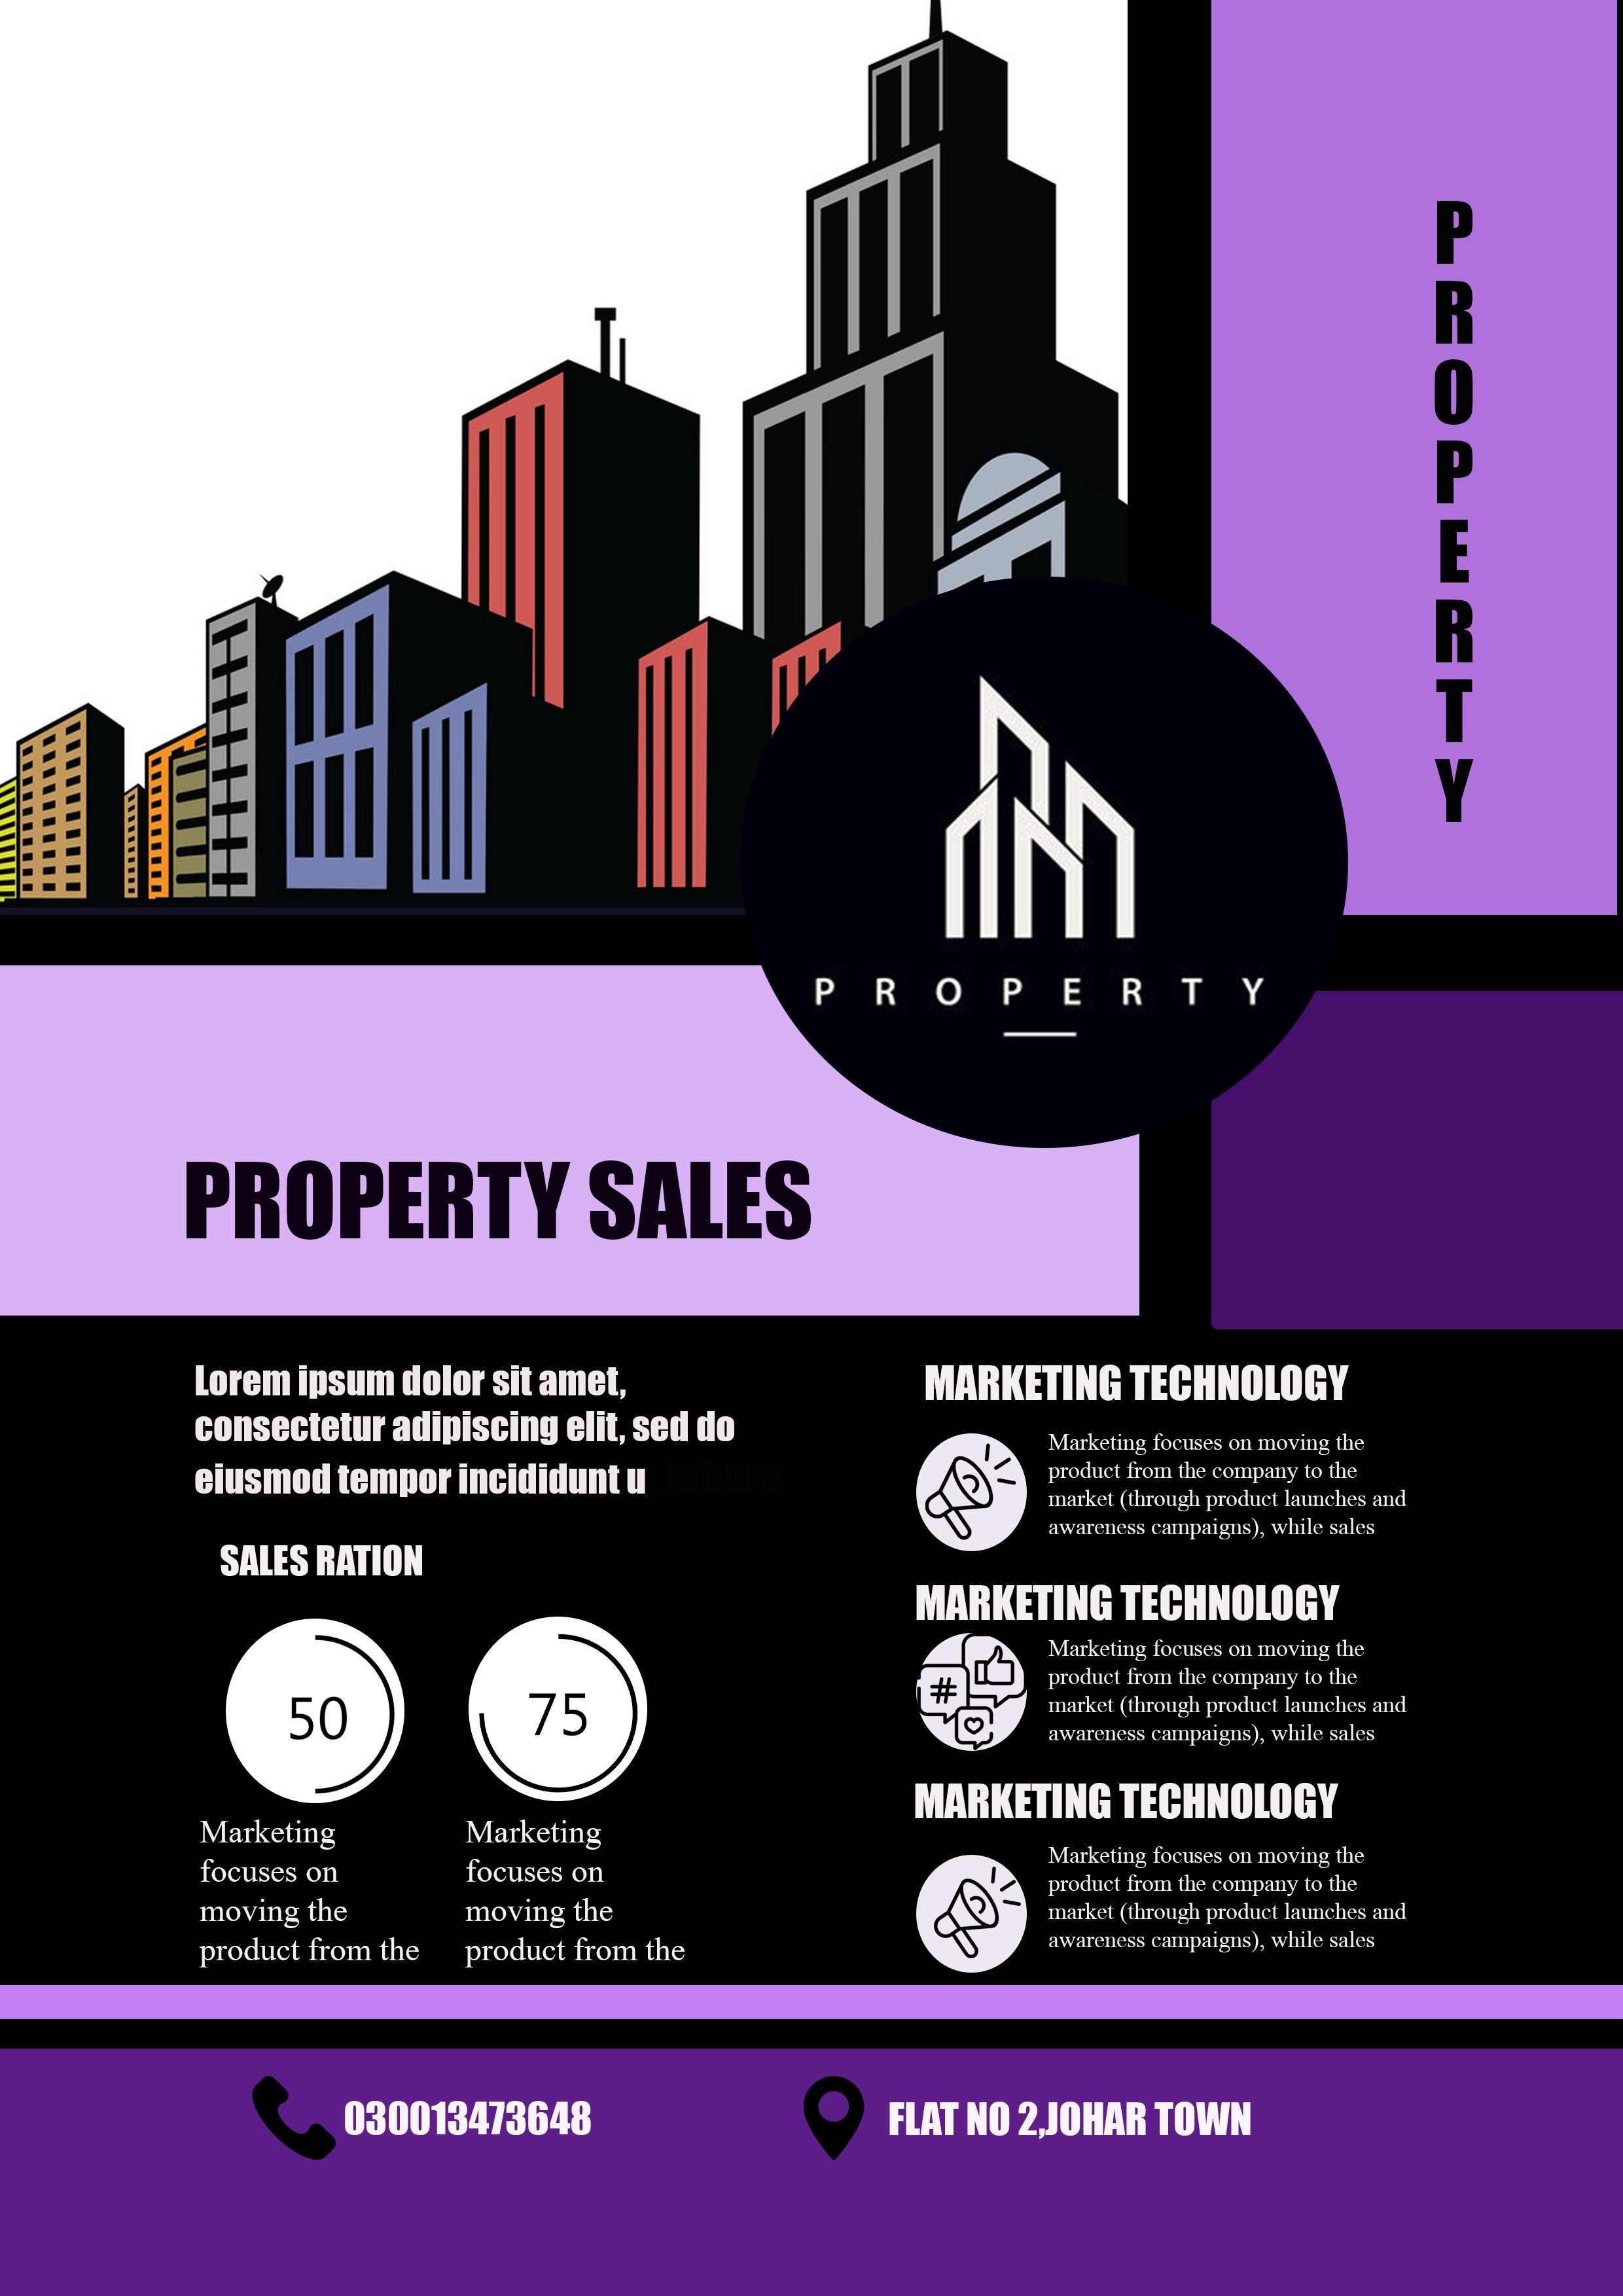 P
R
O
P
E
R
T
Y
P R O P E R T Y
PROPERTY SALES
Lorem ipsum dolor sit amet,
consectetur adipiscing elit, sed do
eiusmod tempor incididunt u labore
SALES RATION
50
75
Marketing
focuses on
moving the
product from the
Marketing
focuses on
moving the
product from the
MARKETING TECHNOLOGY
Marketing focuses on moving the
product from the company to the
market (through product launches and
awareness campaigns), while sales
MARKETING TECHNOLOGY
#
Marketing focuses on moving the
product from the company to the
market (through product launches and
awareness campaigns), while sales
MARKETING TECHNOLOGY
Marketing focuses on moving the
product from the company to the
market (through product launches and
awareness campaigns), while sales
030013473648
FLAT NO 2,JOHAR TOWN